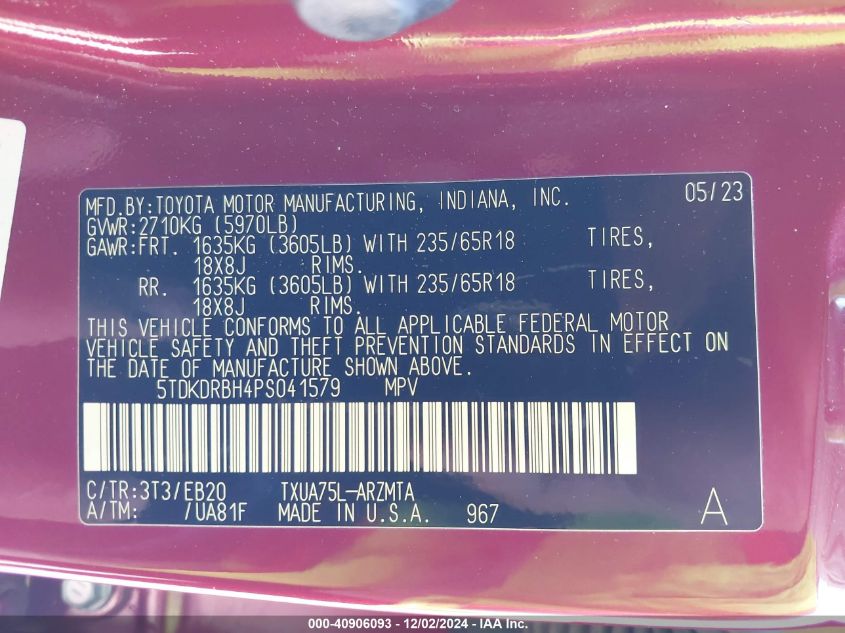 MFD.BY:TOYOTA MOTOR MANUFACTURING, INDIANA, INC. 05/23
GVWR:2710KG (5970LB)
GAWR:FRT. 1635KG (3605LB) WITH 235/65R18 TIRES,
18X8J RIMS.
RR. 1635KG (3605LB) WITH 235/65R18 TIRES,
18X8J RIMS.
THIS VEHICLE CONFORMS TO ALL APPLICABLE FEDERAL MOTOR
VEHICLE SAFETY AND THEFT PREVENTION STANDARDS IN EFFECT ON
THE DATE OF MANUFACTURE SHOWN ABOVE.
5TDKDRBH4PS041579 MPV
C/TR:3T3/EB20 TXUA75L-ARZMTA
A/TM: /UA81F MADE IN U.S.A. 967 A
000-40906093 - 12/02/2024 - IAA Inc.